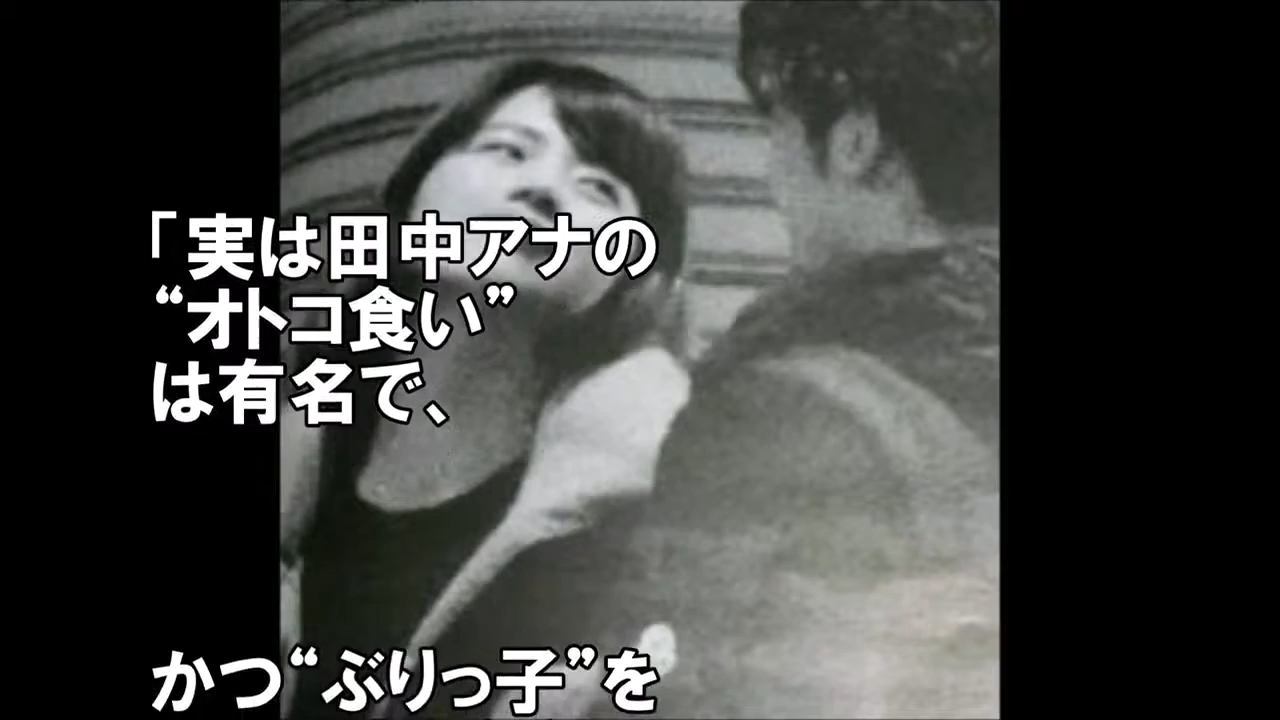 「実は田中アナの
“オトコ食い”
は有名で、
かつ“ぶりっ子”を